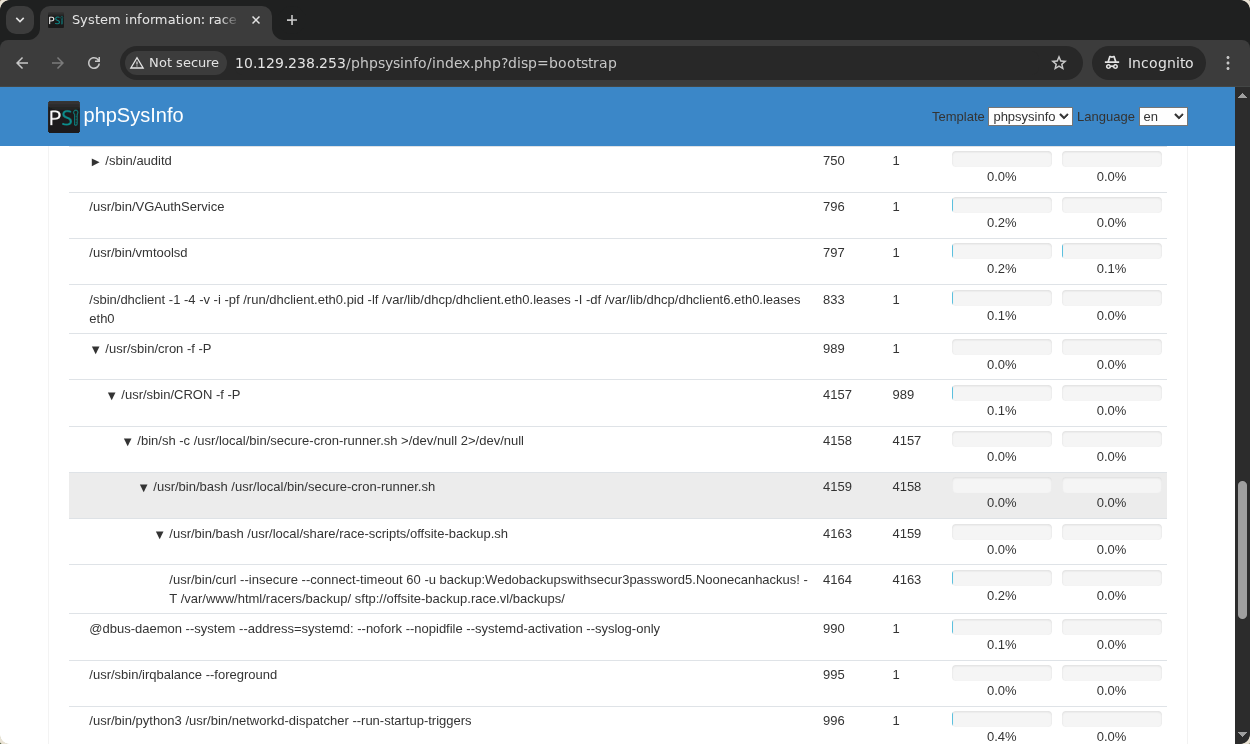 PSi System information: race
Not secure 10.129.238.253/phpsysinfo/index.php?disp=bootstrap Incognito
PSi phpSysInfo Template phpsysinfo Language en
▶ /sbin/auditd 750 1 0.0% 0.0%
/usr/bin/VGAuthService 796 1 0.2% 0.0%
/usr/bin/vmtoolsd 797 1 0.2% 0.1%
/sbin/dhclient -1 -4 -v -i -pf /run/dhclient.eth0.pid -lf /var/lib/dhcp/dhclient.eth0.leases -I -df /var/lib/dhcp/dhclient6.eth0.leases 833 1
eth0 0.1% 0.0%
▼ /usr/sbin/cron -f -P 989 1 0.0% 0.0%
▼ /usr/sbin/CRON -f -P 4157 989 0.1% 0.0%
▼ /bin/sh -c /usr/local/bin/secure-cron-runner.sh >/dev/null 2>/dev/null 4158 4157 0.0% 0.0%
▼ /usr/bin/bash /usr/local/bin/secure-cron-runner.sh 4159 4158 0.0% 0.0%
▼ /usr/bin/bash /usr/local/share/race-scripts/offsite-backup.sh 4163 4159 0.0% 0.0%
/usr/bin/curl --insecure --connect-timeout 60 -u backup:Wedobackupswithsecur3password5.Noonecanhackus! - 4164 4163
T /var/www/html/racers/backup/ sftp://offsite-backup.race.vl/backups/ 0.2% 0.0%
@dbus-daemon --system --address=systemd: --nofork --nopidfile --systemd-activation --syslog-only 990 1 0.1% 0.0%
/usr/sbin/irqbalance --foreground 995 1 0.0% 0.0%
/usr/bin/python3 /usr/bin/networkd-dispatcher --run-startup-triggers 996 1 0.4% 0.0%